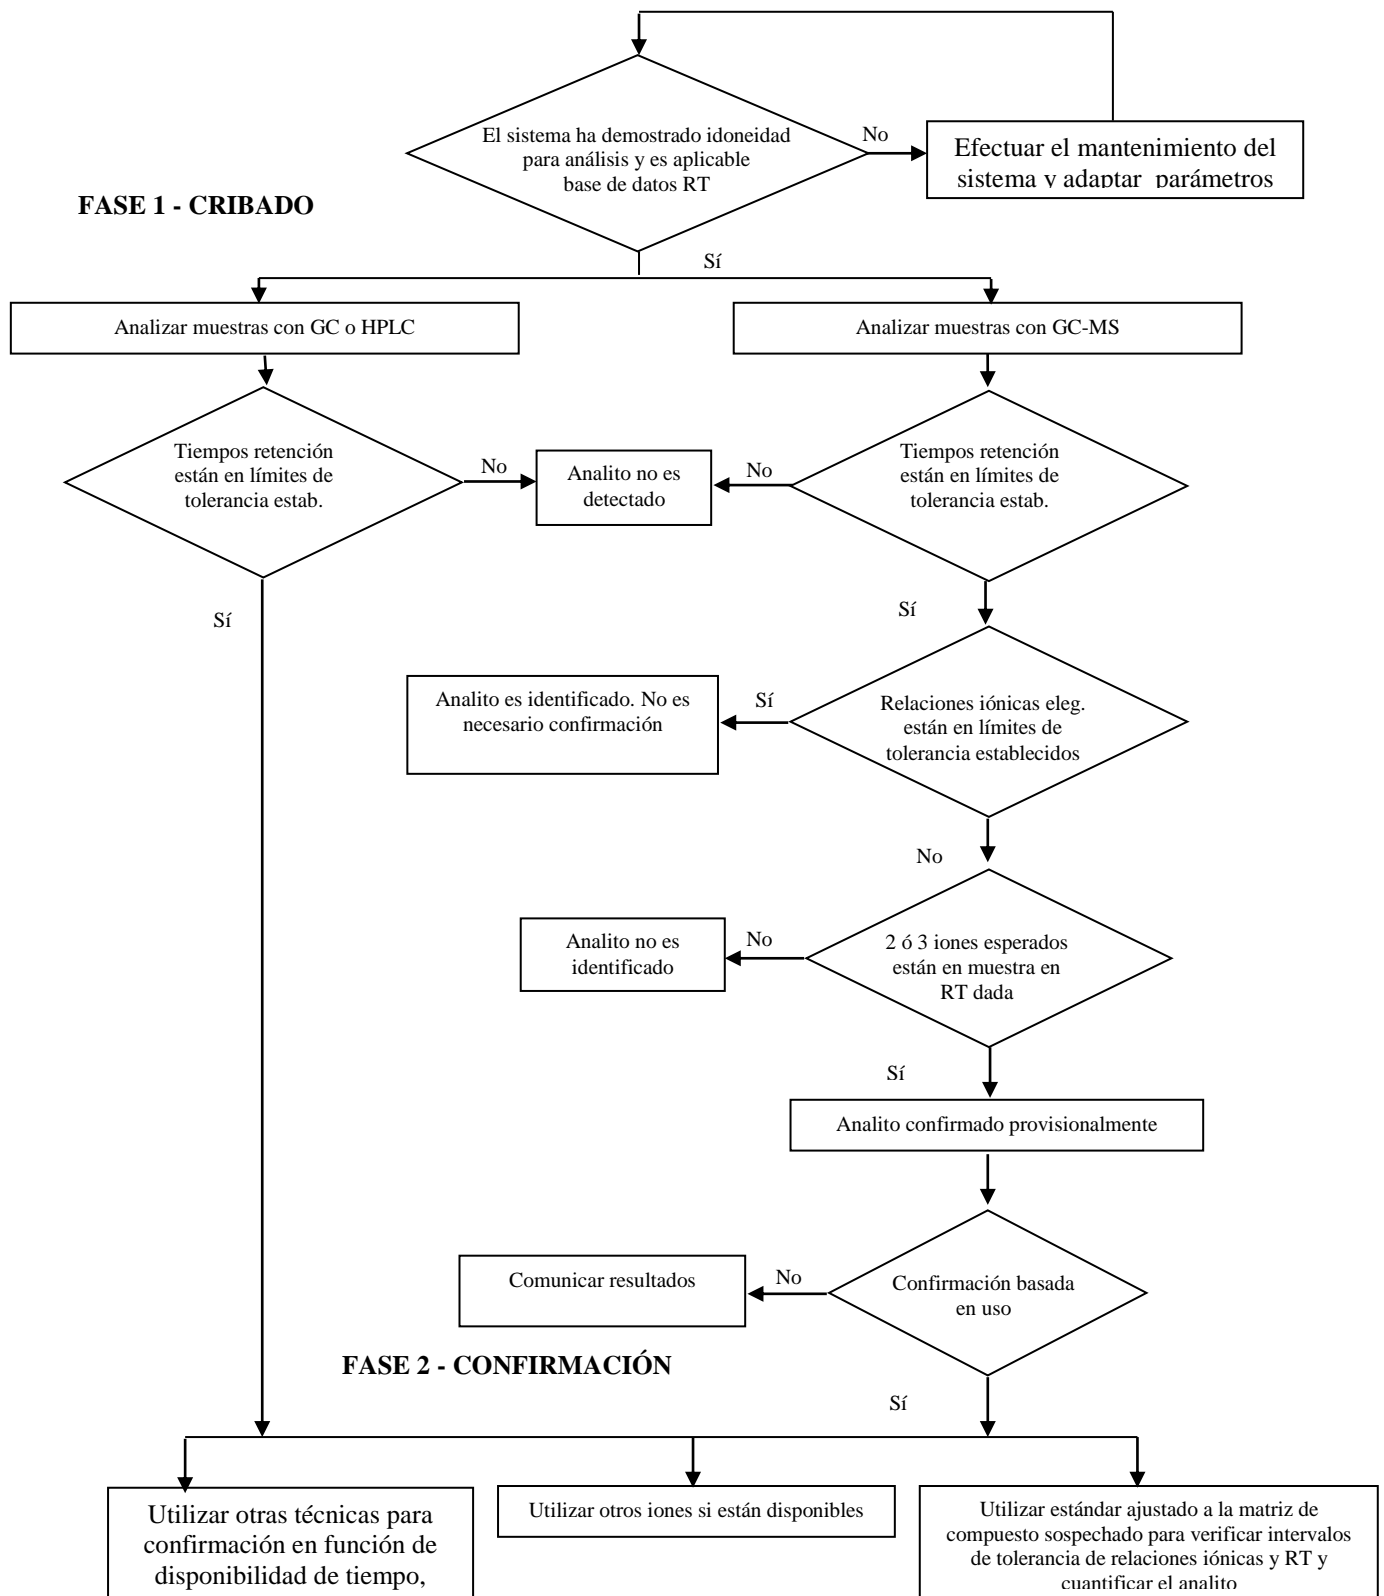 El sistema ha demostrado idoneidad
para análisis y es aplicable
base de datos RT
No
Efectuar el mantenimiento del
sistema y adaptar parámetros
FASE 1 - CRIBADO
Sí
Analizar muestras con GC o HPLC
Analizar muestras con GC-MS
Tiempos retención
están en límites de
tolerancia estab.
No
Analito no es
detectado
No
Tiempos retención
están en límites de
tolerancia estab.
Sí
Sí
Analito es identificado. No es
necesario confirmación
Sí
Relaciones iónicas eleg.
están en límites de
tolerancia establecidos
No
Analito no es
identificado
No
2 ó 3 iones esperados
están en muestra en
RT dada
Sí
Analito confirmado provisionalmente
Comunicar resultados
No
Confirmación basada
en uso
FASE 2 - CONFIRMACIÓN
Sí
Utilizar otras técnicas para
confirmación en función de
disponibilidad de tiempo,
Utilizar otros iones si están disponibles
Utilizar estándar ajustado a la matriz de
compuesto sospechado para verificar intervalos
de tolerancia de relaciones iónicas y RT y
cuantificar el analito